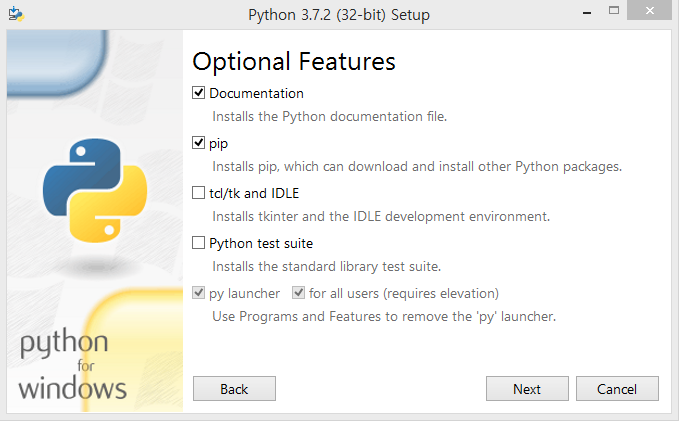 Python 3.7.2 (32-bit) Setup
Optional Features
Documentation
Installs the Python documentation file.
pip
Installs pip, which can download and install other Python packages.
tcl/tk and IDLE
Installs tkinter and the IDLE development environment.
Python test suite
Installs the standard library test suite.
py launcher for all users (requires elevation)
Use Programs and Features to remove the 'py' launcher.
python
for
windows
Back Next Cancel